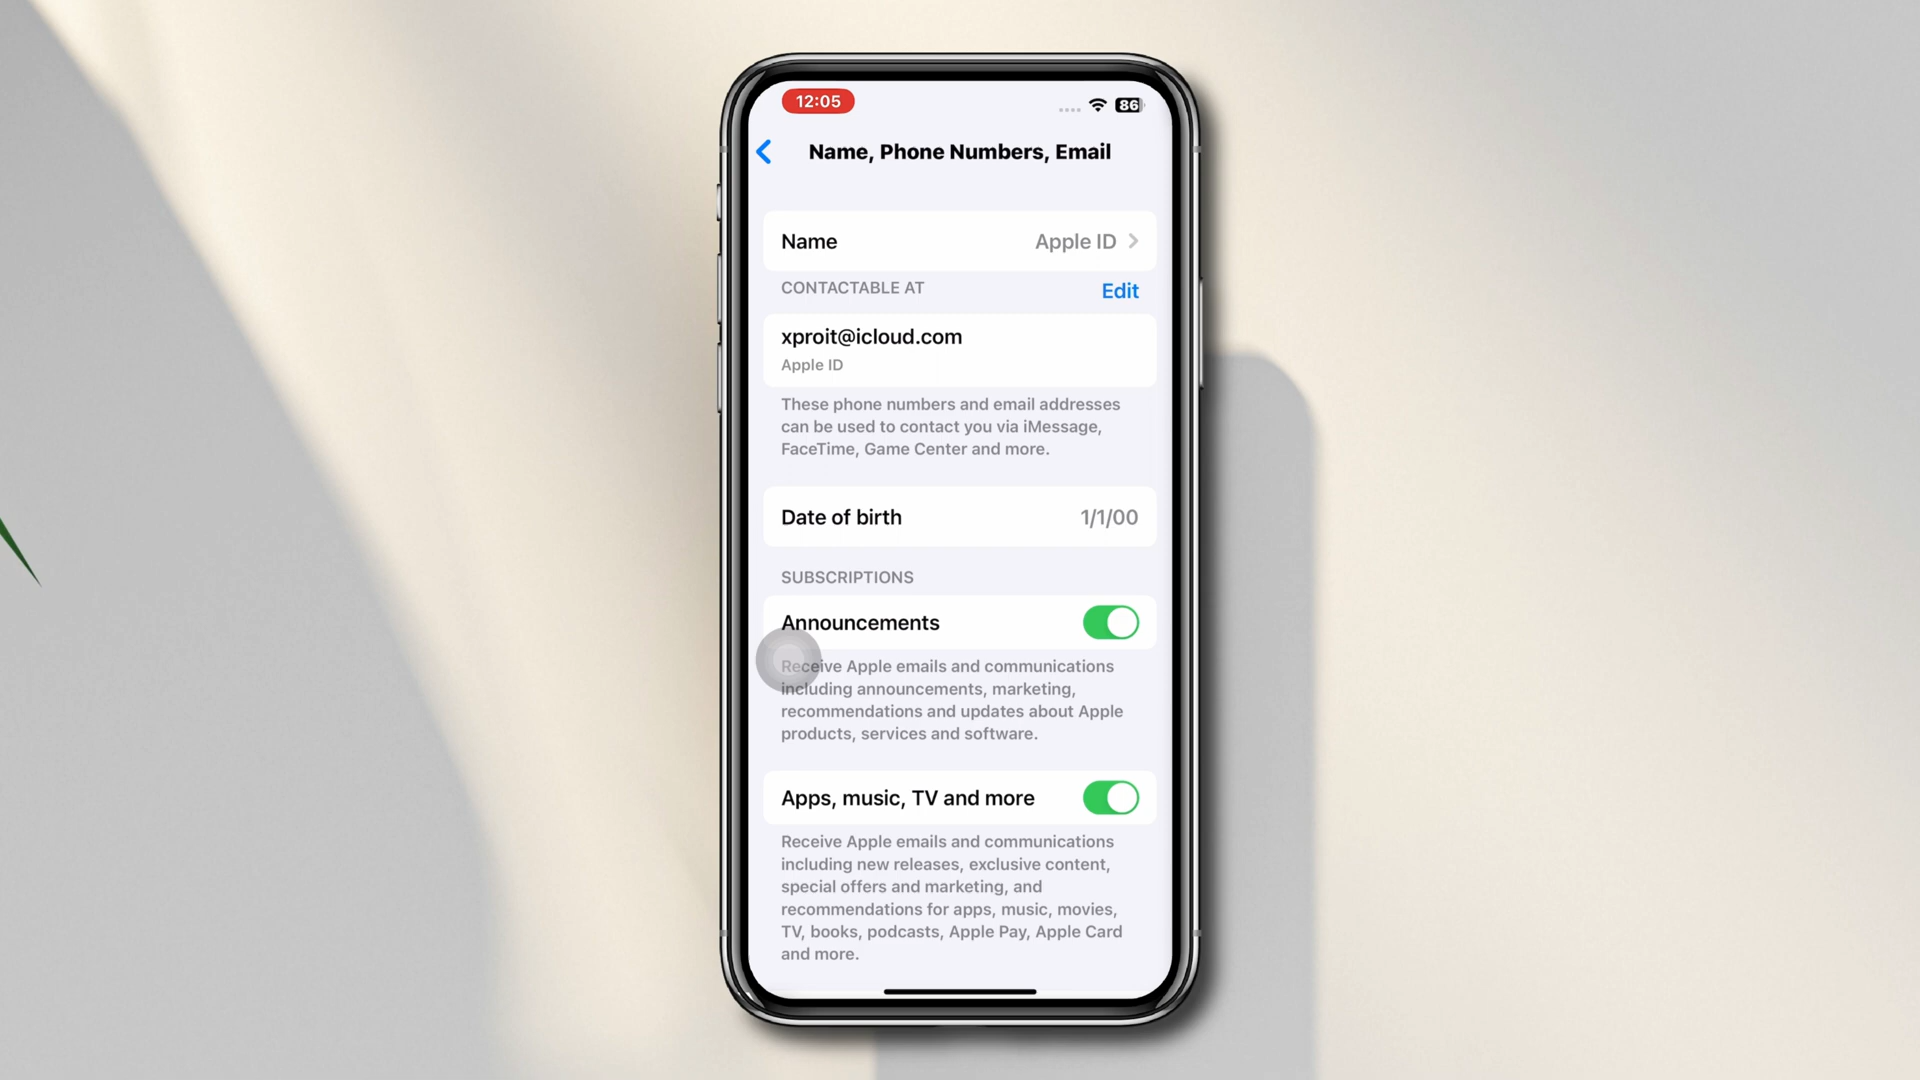 12:05
86
Name, Phone Numbers, Email
Name
Apple ID
CONTACTABLE AT
Edit
xproit@icloud.com
Apple ID
These phone numbers and email addresses
can be used to contact you via iMessage,
FaceTime, Game Center and more.
Date of birth
1/1/00
SUBSCRIPTIONS
Announcements
Receive Apple emails and communications
including announcements, marketing,
recommendations and updates about Apple
products, services and software.
Apps, music, TV and more
Receive Apple emails and communications
including new releases, exclusive content,
special offers and marketing, and
recommendations for apps, music, movies,
TV, books, podcasts, Apple Pay, Apple Card
and more.